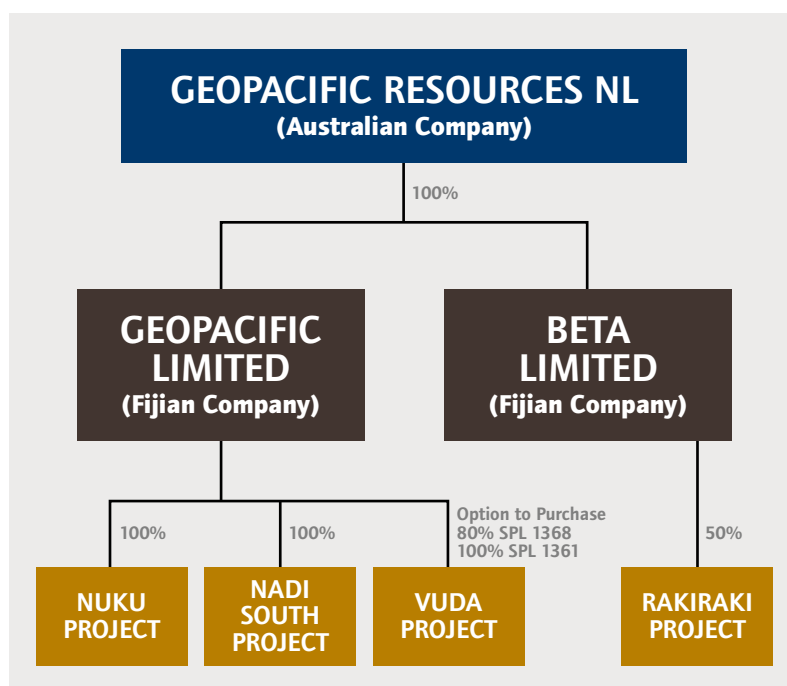 GEOPACIFIC RESOURCES NL
(Australian Company)
100%
GEOPACIFIC
LIMITED
(Fijian Company)
BETA
LIMITED
(Fijian Company)
100%
100%
Option to Purchase
80% SPL 1368
100% SPL 1361
50%
NUKU
PROJECT
NADI
SOUTH
PROJECT
VUDA
PROJECT
RAKIRAKI
PROJECT